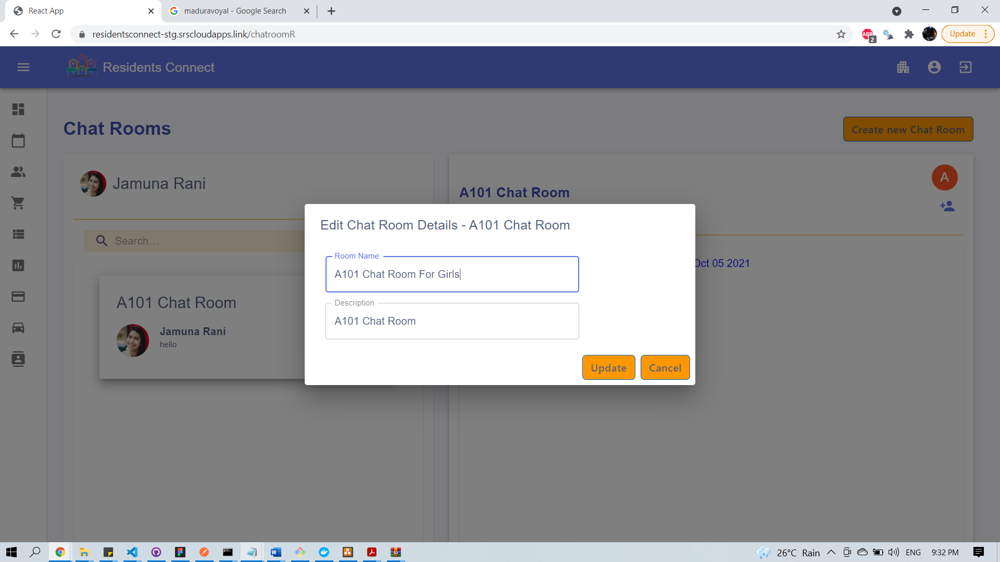 React App
maduravoyal - Google Search
residentsconnect-stg.srscloudapps.link/chatroomR
ABP
2
Update
Residents Connect
Chat Rooms
Create new Chat Room
Jamuna Rani
A
A101 Chat Room
Edit Chat Room Details - A101 Chat Room
Search...
Room Name
Oct 05 2021
A101 Chat Room For Girls
A101 Chat Room
Description
A101 Chat Room
Jamuna Rani
hello
Update
Cancel
26°C Rain
ENG
9:32 PM